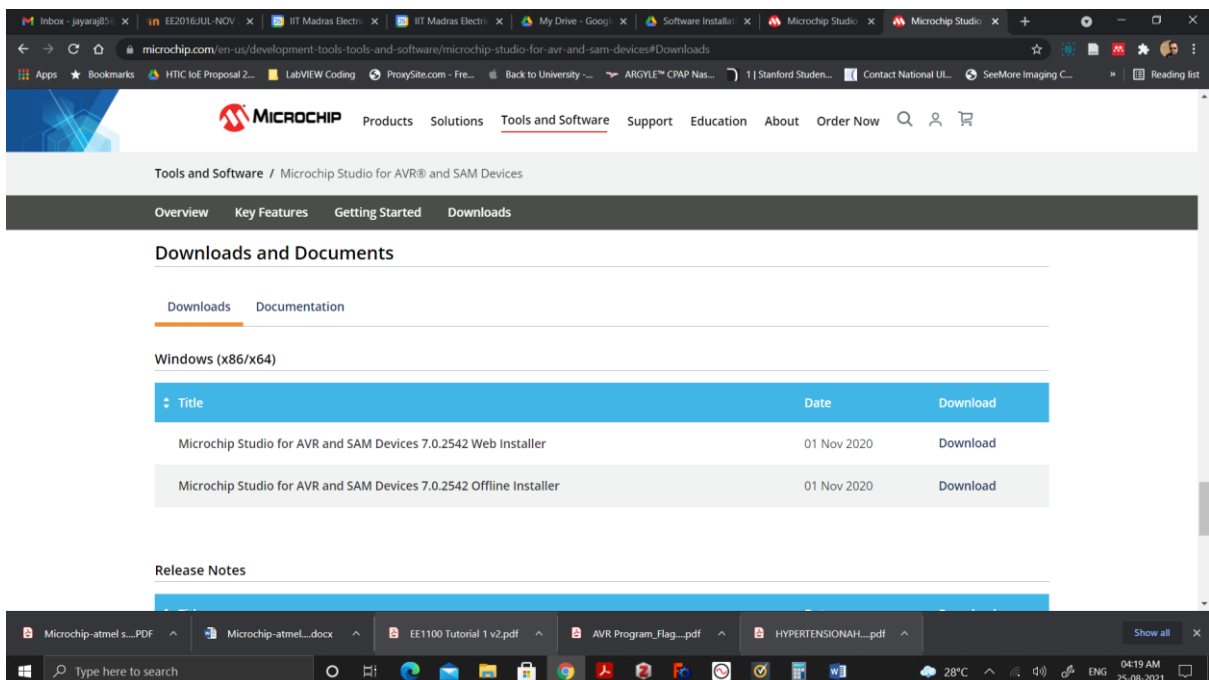 Inbox - jayaraj85 EE2016:JUL-NOV IIT Madras Electri IIT Madras Electri My Drive - Googl Software Installati Microchip Studio Microchip Studio
microchip.com/en-us/development-tools-tools-and-software/microchip-studio-for-avr-and-sam-devices#Downloads
Apps Bookmarks HTIC IoE Proposal 2... LabVIEW Coding ProxySite.com - Fre... Back to University -... ARGYLE™ CPAP Nas... 1 | Stanford Studen... Contact National UI... SeeMore Imaging C... » Reading list
MICROCHIP Products Solutions Tools and Software Support Education About Order Now
Tools and Software / Microchip Studio for AVR® and SAM Devices
Overview Key Features Getting Started Downloads
Downloads and Documents
Downloads Documentation
Windows (x86/x64)
Title Date Download
Microchip Studio for AVR and SAM Devices 7.0.2542 Web Installer 01 Nov 2020 Download
Microchip Studio for AVR and SAM Devices 7.0.2542 Offline Installer 01 Nov 2020 Download
Release Notes
Microchip-atmel s....PDF Microchip-atmel....docx EE1100 Tutorial 1 v2.pdf AVR Program_Flag....pdf HYPERTENSIONAH....pdf Show all
Type here to search 28°C ENG 04:19 AM
25-08-2021